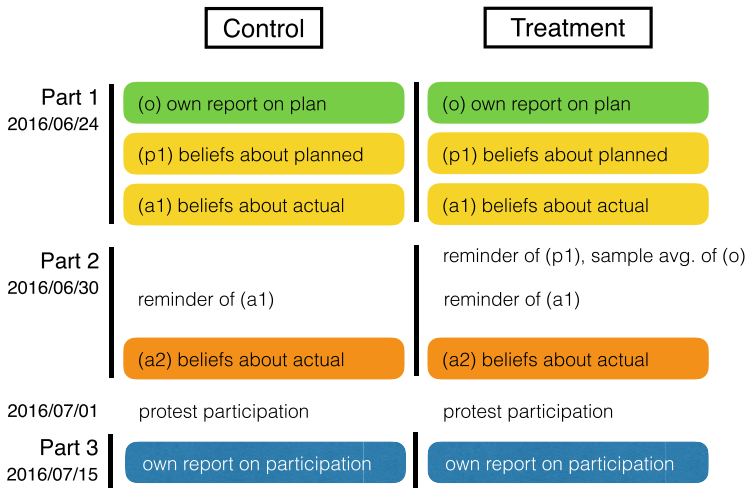 Control
Treatment
Part 1
2016/06/24
(o) own report on plan
(o) own report on plan
(p1) beliefs about planned
(p1) beliefs about planned
(a1) beliefs about actual
(a1) beliefs about actual
Part 2
2016/06/30
reminder of (p1), sample avg. of (o)
reminder of (a1)
reminder of (a1)
(a2) beliefs about actual
(a2) beliefs about actual
2016/07/01
protest participation
protest participation
Part 3
2016/07/15
own report on participation
own report on participation